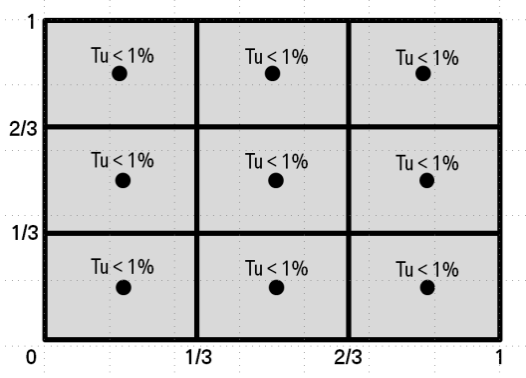 1
Tu < 1% Tu < 1% Tu < 1%
2/3
Tu < 1% Tu < 1% Tu < 1%
1/3
Tu < 1% Tu < 1% Tu < 1%
0 1/3 2/3 1